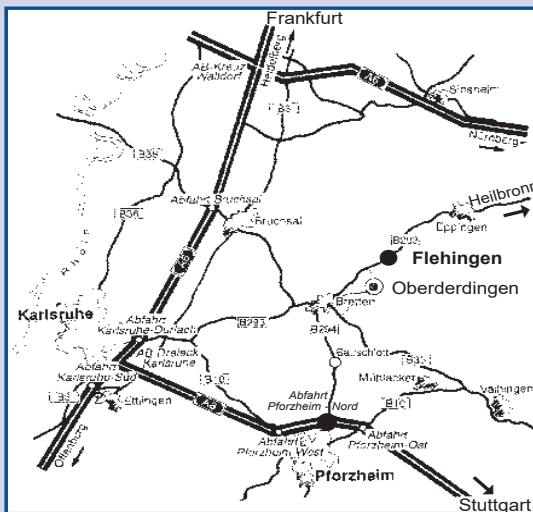 Frankfurt
Heidelberg
AB-Kreuz
Walldorf
A6
Sinsheim
Nürnberg
B3
B39
B36
Abfahrt Bruchsal
Bruchsal
Rhein
A5
Heilbronn
Eppingen
B293
Flehingen
Oberderdingen
Bretten
Karlsruhe
Abfahrt
Karlsruhe-Durlach
B293
B294
AB Dreieck
Karlsruhe
Bauschlott
B35
Abfahrt
Karlsruhe-Süd
B10
Mühlacker
Vaihingen
Ettlingen
A8
Abfahrt
Pforzheim-Nord
B10
Abfahrt
Pforzheim-West
Abfahrt
Pforzheim-Ost
Offenburg
Pforzheim
Stuttgart